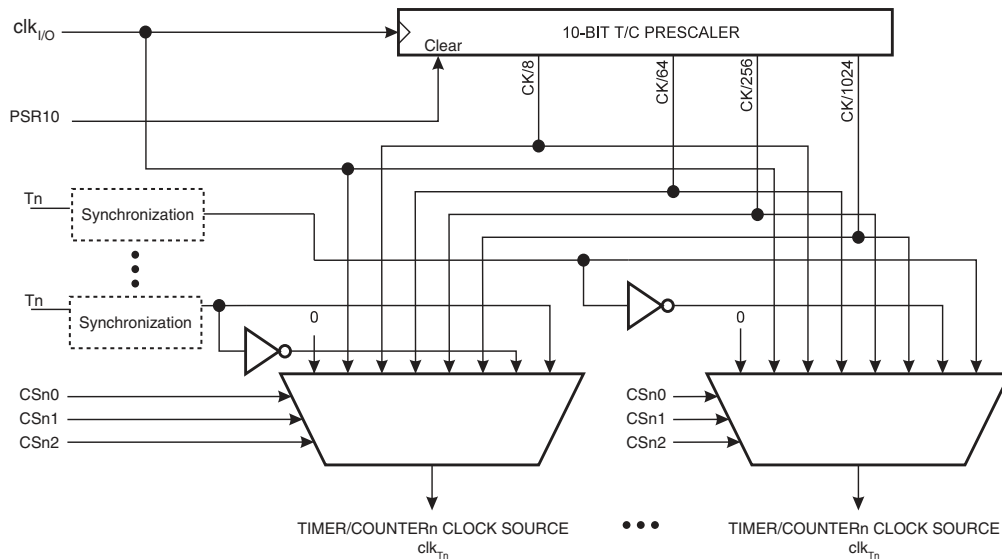 clkI/O
10-BIT T/C PRESCALER
Clear
CK/8
CK/64
CK/256
CK/1024
PSR10
Tn
Synchronization
Tn
Synchronization
0
0
CSn0
CSn1
CSn2
CSn0
CSn1
CSn2
TIMER/COUNTERn CLOCK SOURCE
clkTn
TIMER/COUNTERn CLOCK SOURCE
clkTn